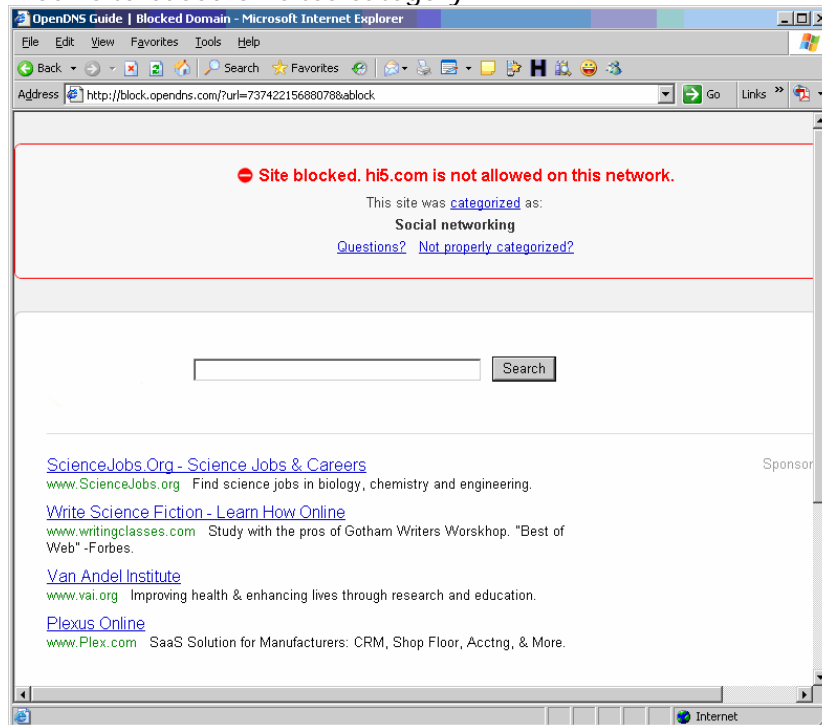 OpenDNS Guide | Blocked Domain - Microsoft Internet Explorer
File Edit View Favorites Tools Help
Back Search Favorites
Address http://block.opendns.com/?url=73742215688078&ablock Go Links »
Site blocked. hi5.com is not allowed on this network.
This site was categorized as:
Social networking
Questions? Not properly categorized?
Search
ScienceJobs.Org - Science Jobs & Careers
Sponsor
www.ScienceJobs.org Find science jobs in biology, chemistry and engineering.
Write Science Fiction - Learn How Online
www.writingclasses.com Study with the pros of Gotham Writers Worskhop. "Best of
Web" -Forbes.
Van Andel Institute
www.vai.org Improving health & enhancing lives through research and education.
Plexus Online
www.Plex.com SaaS Solution for Manufacturers: CRM, Shop Floor, Acctng, & More.
Internet